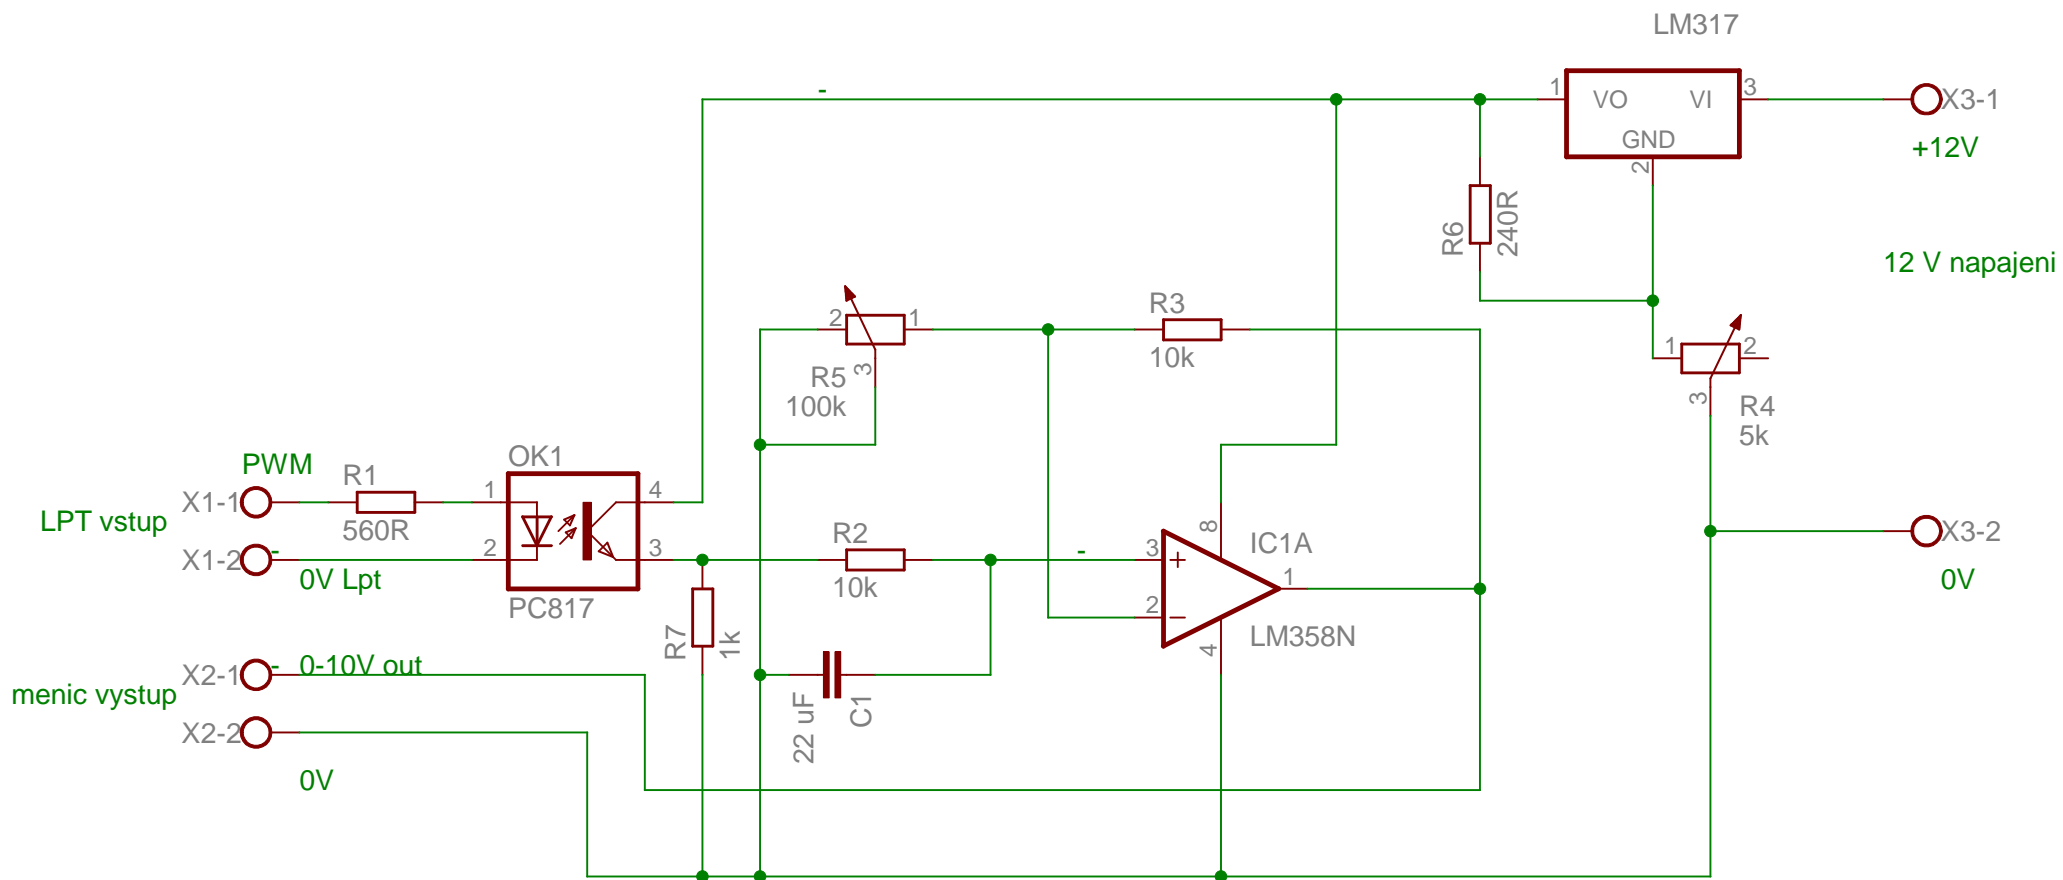 LM317
1
VO
VI
3
X3-1
GND
+12V
2
R6
240R
12 V napajeni
2
1
R3
R5
3
10k
100k
1
2
3
R4
5k
OK1
PWM
R1
X1-1
1
4
LPT vstup
560R
8
R2
3
IC1A
X3-2
X1-2
2
3
1
0V Lpt
10k
0V
PC817
2
R7
1k
4
LM358N
X2-1
0-10V out
menic vystup
22 uF
C1
X2-2
0V